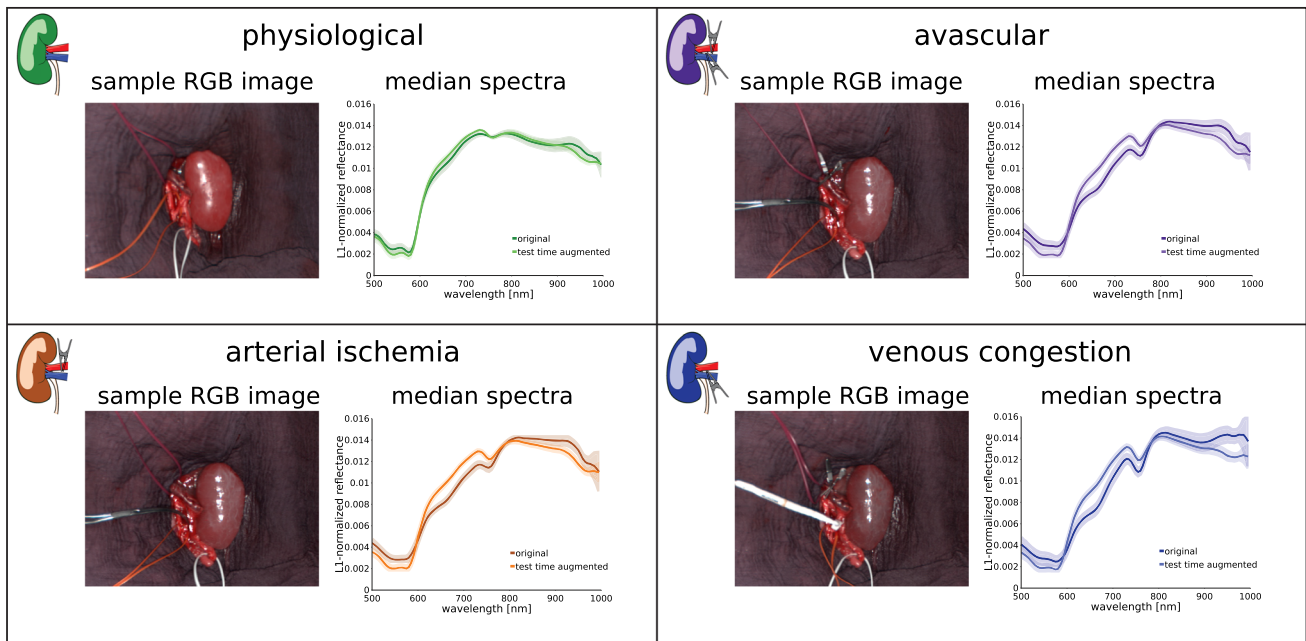 physiological
sample RGB image
median spectra
0.016
0.014
0.012
0.01
0.008
0.006
0.004
0.002
0
L1-normalized reflectance
original
test time augmented
500 600 700 800 900 1000
wavelength [nm]
avascular
sample RGB image
median spectra
0.016
0.014
0.012
0.01
0.008
0.006
0.004
0.002
0
L1-normalized reflectance
original
test time augmented
500 600 700 800 900 1000
wavelength [nm]
arterial ischemia
sample RGB image
median spectra
0.016
0.014
0.012
0.01
0.008
0.006
0.004
0.002
0
L1-normalized reflectance
original
test time augmented
500 600 700 800 900 1000
wavelength [nm]
venous congestion
sample RGB image
median spectra
0.016
0.014
0.012
0.01
0.008
0.006
0.004
0.002
0
L1-normalized reflectance
original
test time augmented
500 600 700 800 900 1000
wavelength [nm]